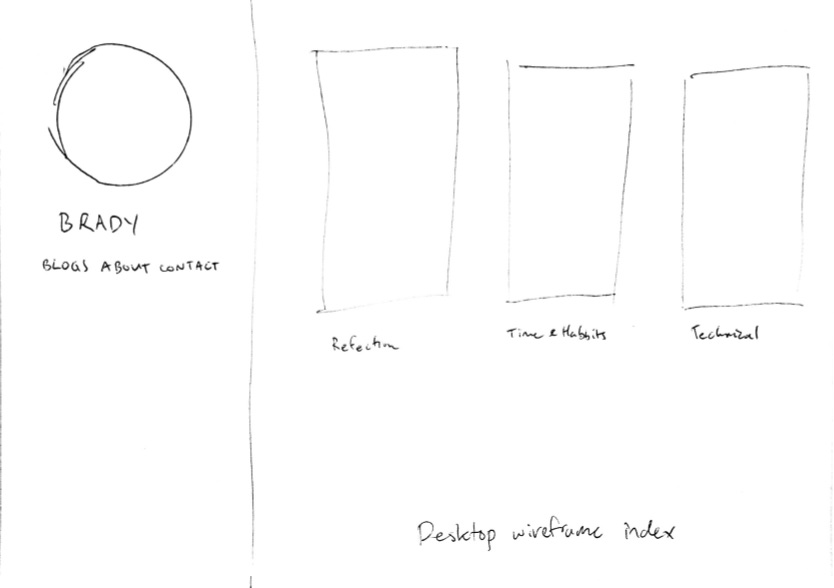 BRADY
BLOGS ABOUT CONTACT
Refection
Time & Habbits
Technical
Desktop wireframe index